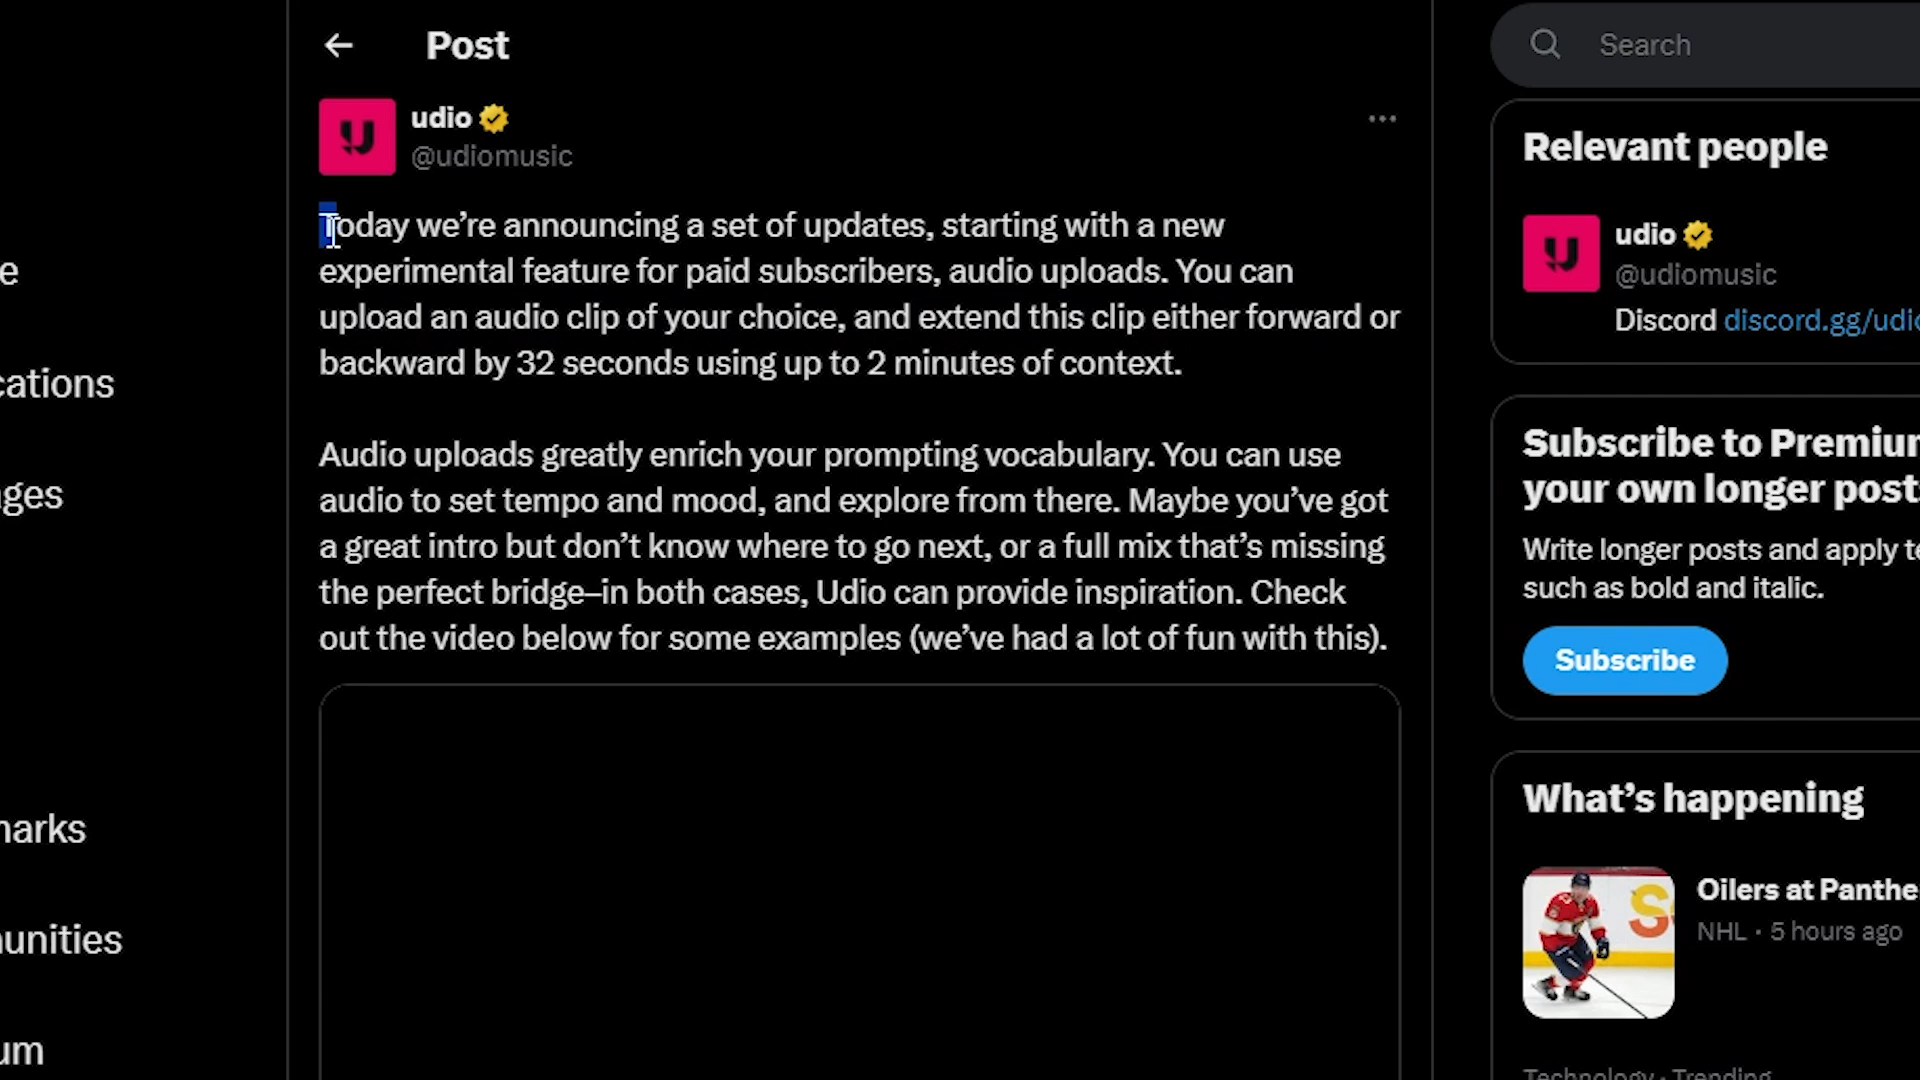 Post
Search
udio
@udiomusic
Today we’re announcing a set of updates, starting with a new
experimental feature for paid subscribers, audio uploads. You can
upload an audio clip of your choice, and extend this clip either forward or
backward by 32 seconds using up to 2 minutes of context.
Audio uploads greatly enrich your prompting vocabulary. You can use
audio to set tempo and mood, and explore from there. Maybe you’ve got
a great intro but don’t know where to go next, or a full mix that’s missing
the perfect bridge–in both cases, Udio can provide inspiration. Check
out the video below for some examples (we’ve had a lot of fun with this).
e
cations
ges
arks
unities
um
Relevant people
udio
@udiomusic
Discord discord.gg/udio
Subscribe to Premium
your own longer posts
Write longer posts and apply te
such as bold and italic.
Subscribe
What’s happening
Oilers at Panthe
NHL · 5 hours ago
Technology · Trending